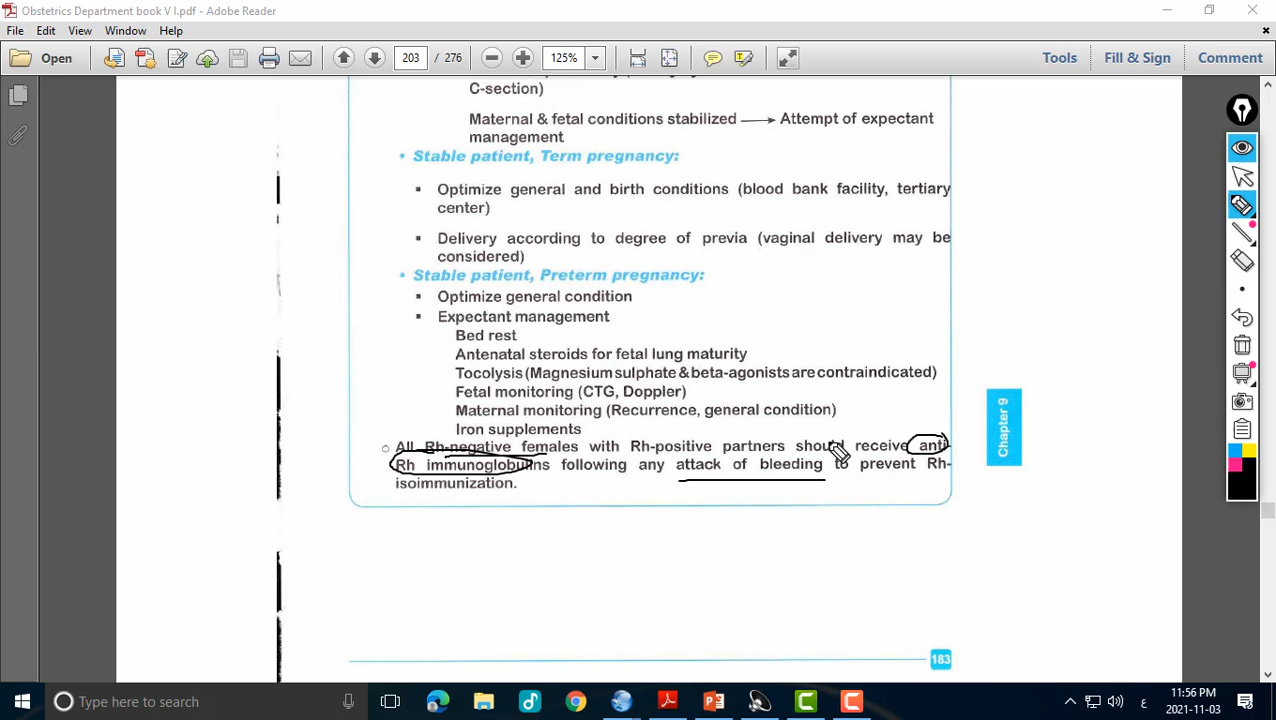 Obstetrics Department book V I.pdf - Adobe Reader
File Edit View Window Help
Open 203 / 276 125% Tools Fill & Sign Comment
C-section)
Maternal & fetal conditions stabilized → Attempt of expectant
management
• Stable patient, Term pregnancy:
▪ Optimize general and birth conditions (blood bank facility, tertiary
center)
▪ Delivery according to degree of previa (vaginal delivery may be
considered)
• Stable patient, Preterm pregnancy:
▪ Optimize general condition
▪ Expectant management
Bed rest
Antenatal steroids for fetal lung maturity
Tocolysis (Magnesium sulphate & beta-agonists are contraindicated)
Fetal monitoring (CTG, Doppler)
Maternal monitoring (Recurrence, general condition)
Iron supplements
○ All Rh-negative females with Rh-positive partners should receive anti-
Rh immunoglobulins following any attack of bleeding to prevent Rh-
isoimmunization.
Chapter 9
183
Type here to search
ع
11:56 PM
2021-11-03